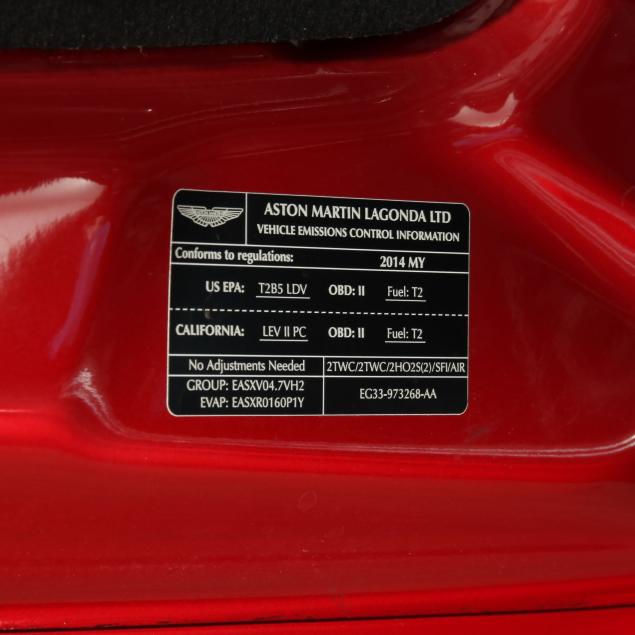 ASTON MARTIN LAGONDA LTD
VEHICLE EMISSIONS CONTROL INFORMATION
Conforms to regulations: 2014 MY
US EPA: T2B5 LDV OBD: II Fuel: T2
CALIFORNIA: LEV II PC OBD: II Fuel: T2
No Adjustments Needed 2TWC/2TWC/2HO2S(2)/SFI/AIR
GROUP: EASXV04.7VH2
EVAP: EASXR0160P1Y
EG33-973268-AA